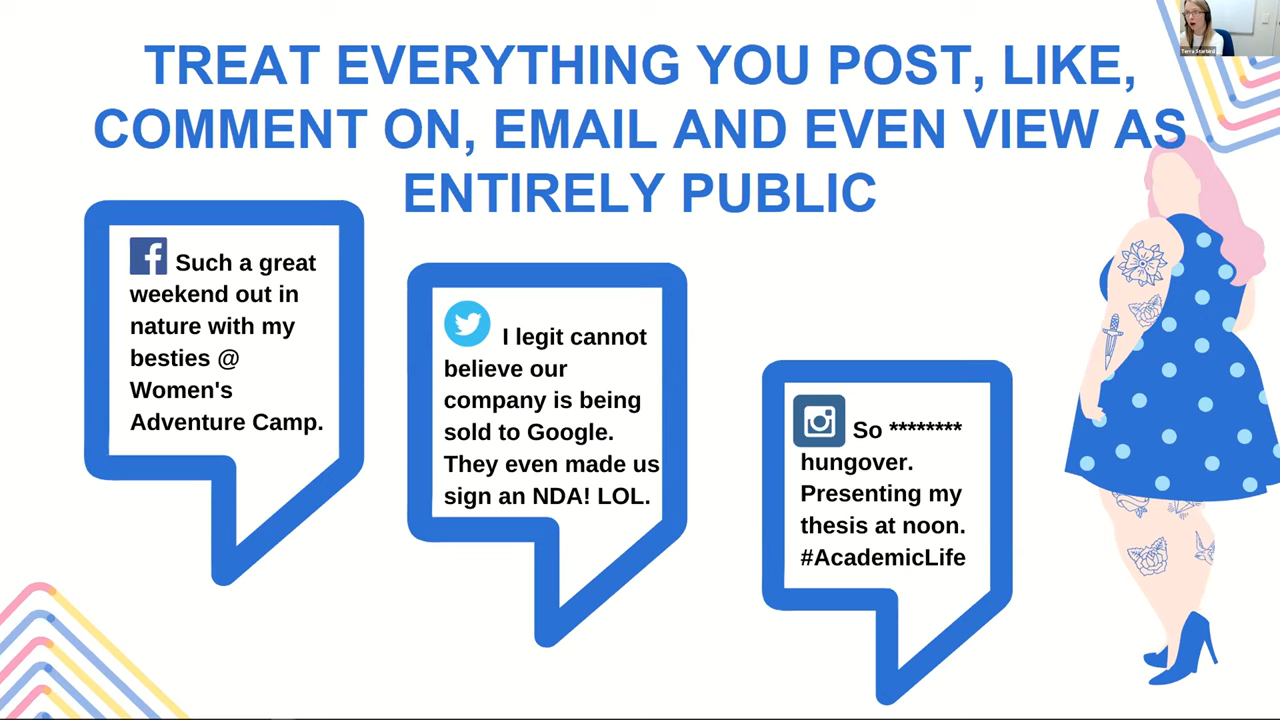 TREAT EVERYTHING YOU POST, LIKE,
COMMENT ON, EMAIL AND EVEN VIEW AS
ENTIRELY PUBLIC
Such a great
weekend out in
nature with my
besties @
Women's
Adventure Camp.
I legit cannot
believe our
company is being
sold to Google.
They even made us
sign an NDA! LOL.
So ********
hungover.
Presenting my
thesis at noon.
#AcademicLife